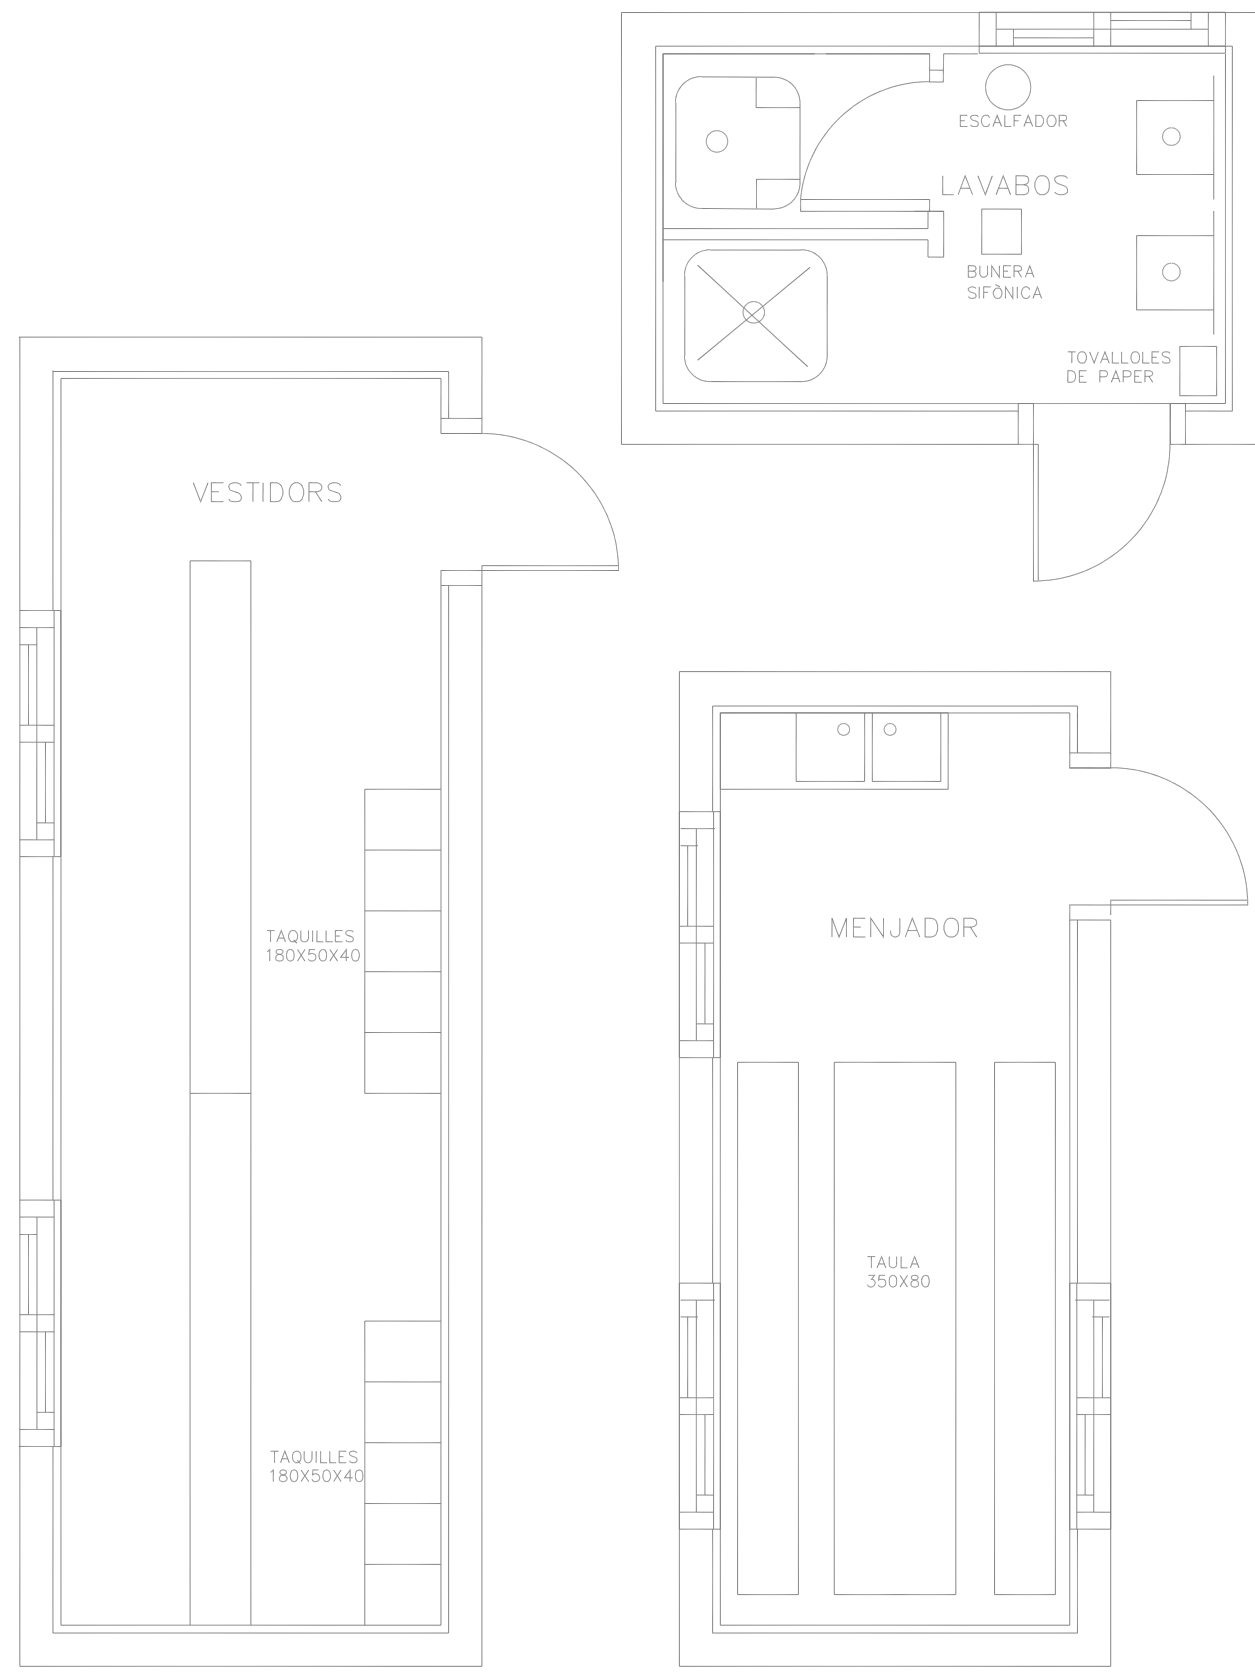 ESCALFADOR
LAVABOS
BUNERA
SIFÒNICA
TOVALLOLES
DE PAPER
VESTIDORS
TAQUILLES
180X50X40
TAQUILLES
180X50X40
MENJADOR
TAULA
350X80